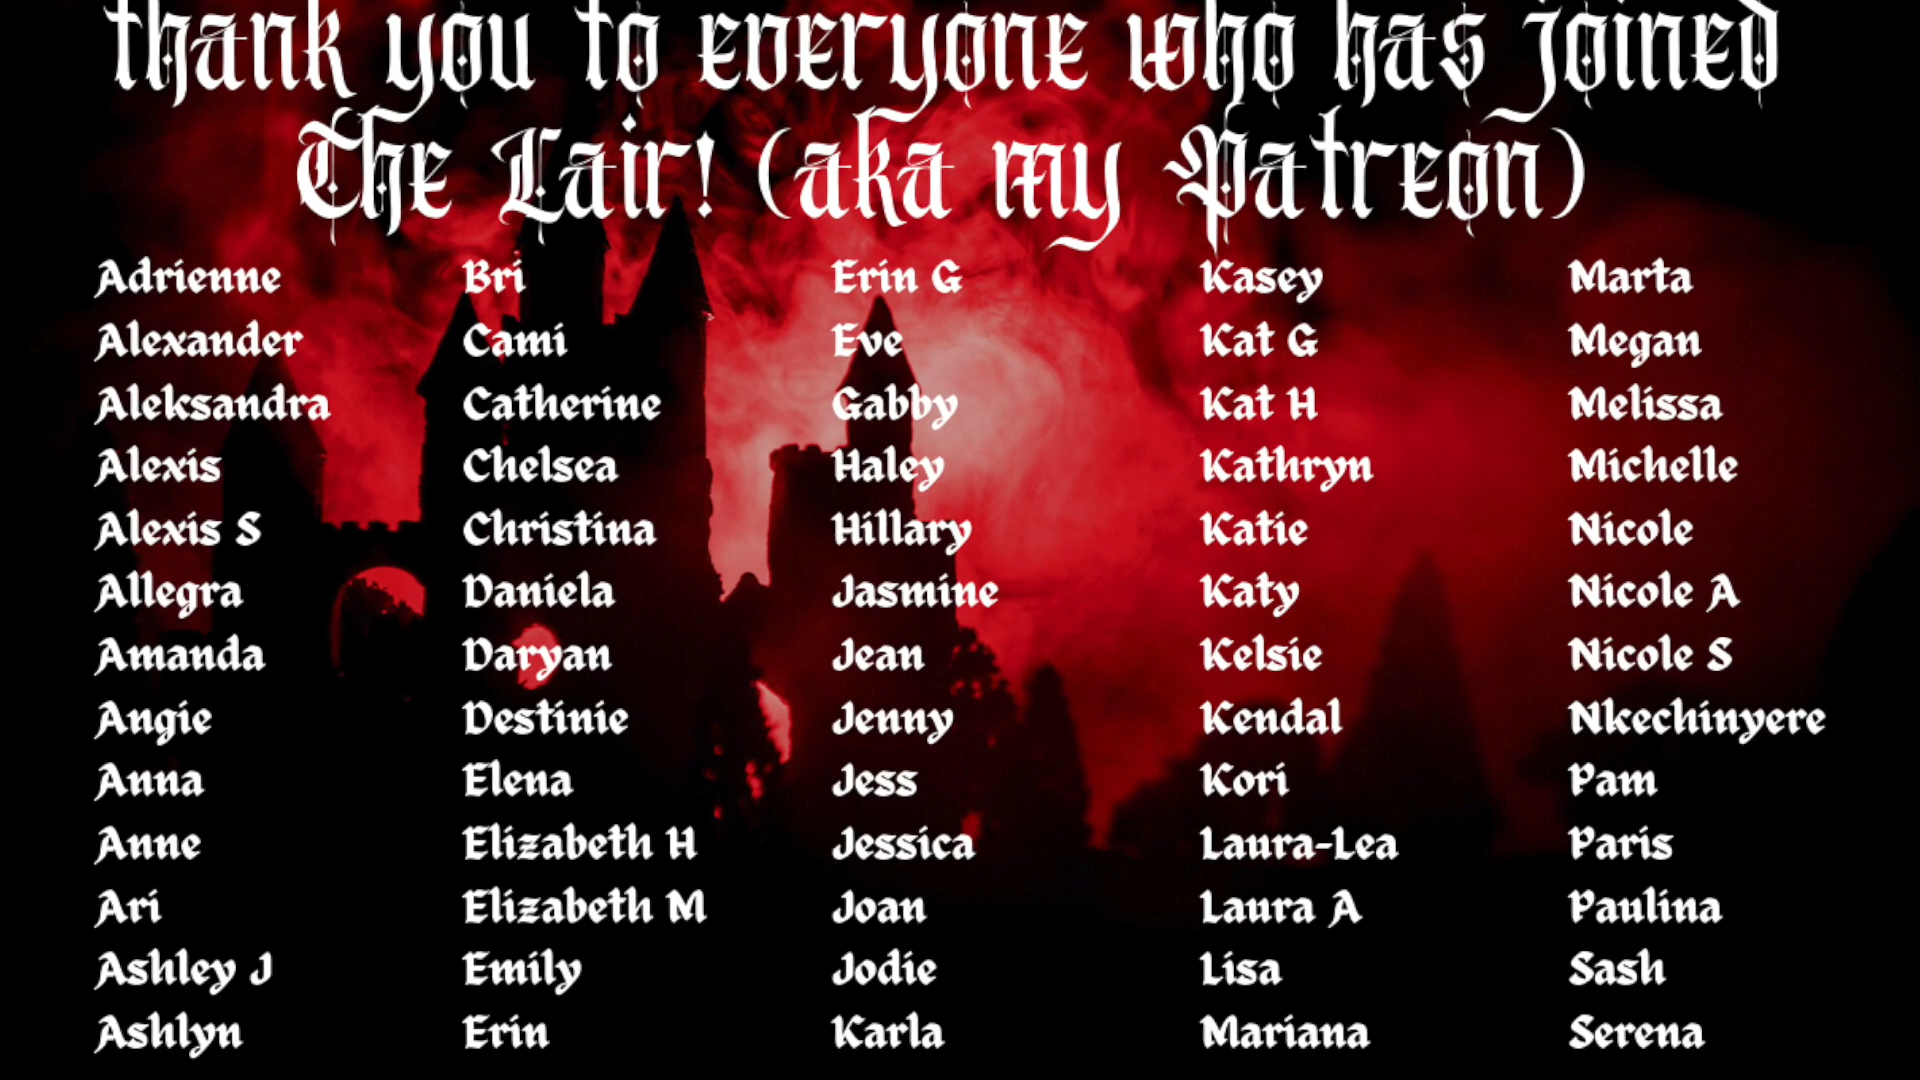 thank you to everyone who has joined
The Lair! (aka my Patreon)
Adrienne
Alexander
Aleksandra
Alexis
Alexis S
Allegra
Amanda
Angie
Anna
Anne
Ari
Ashley J
Ashlyn
Bri
Cami
Catherine
Chelsea
Christina
Daniela
Daryan
Destinie
Elena
Elizabeth H
Elizabeth M
Emily
Erin
Erin G
Eve
Gabby
Haley
Hillary
Jasmine
Jean
Jenny
Jess
Jessica
Joan
Jodie
Karla
Kasey
Kat G
Kat H
Kathryn
Katie
Katy
Kelsie
Kendal
Kori
Laura-Lea
Laura A
Lisa
Mariana
Marta
Megan
Melissa
Michelle
Nicole
Nicole A
Nicole S
Nkechinyere
Pam
Paris
Paulina
Sash
Serena